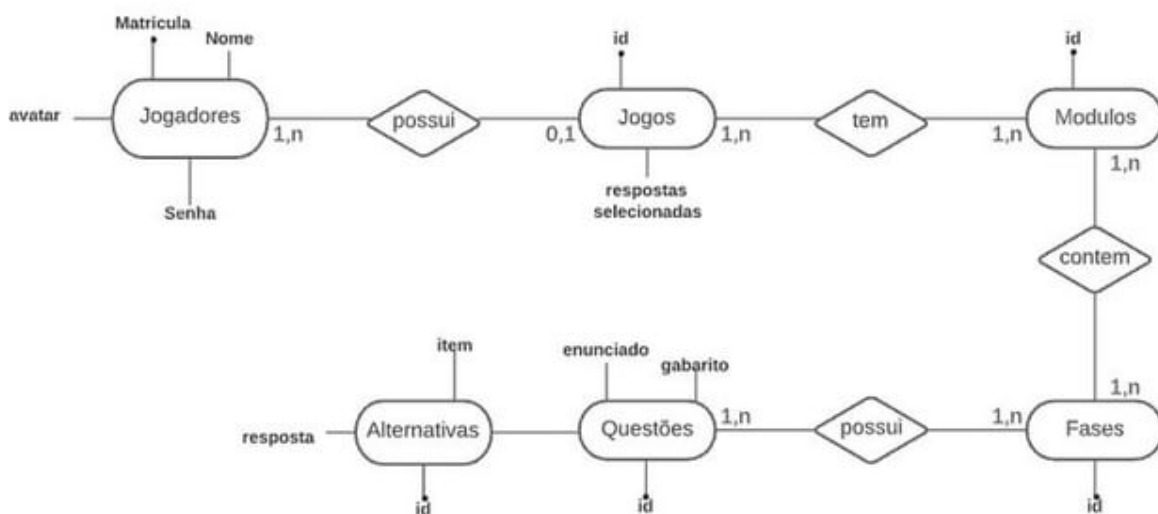 Matricula
Nome
avatar
Jogadores
Senha
1,n
possui
0,1
id
Jogos
respostas
selecionadas
1,n
tem
1,n
id
Modulos
1,n
contem
1,n
Fases
id
1,n
possui
1,n
enunciado
gabarito
Questões
id
item
Alternativas
resposta
id